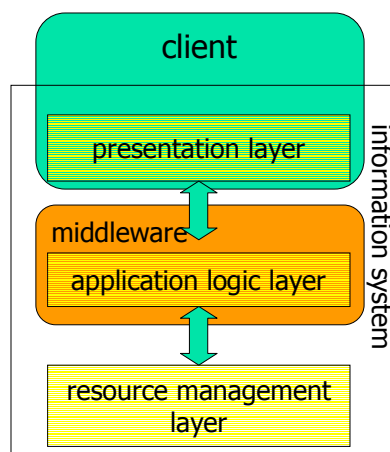 client
presentation layer
middleware
application logic layer
resource management
layer
information system